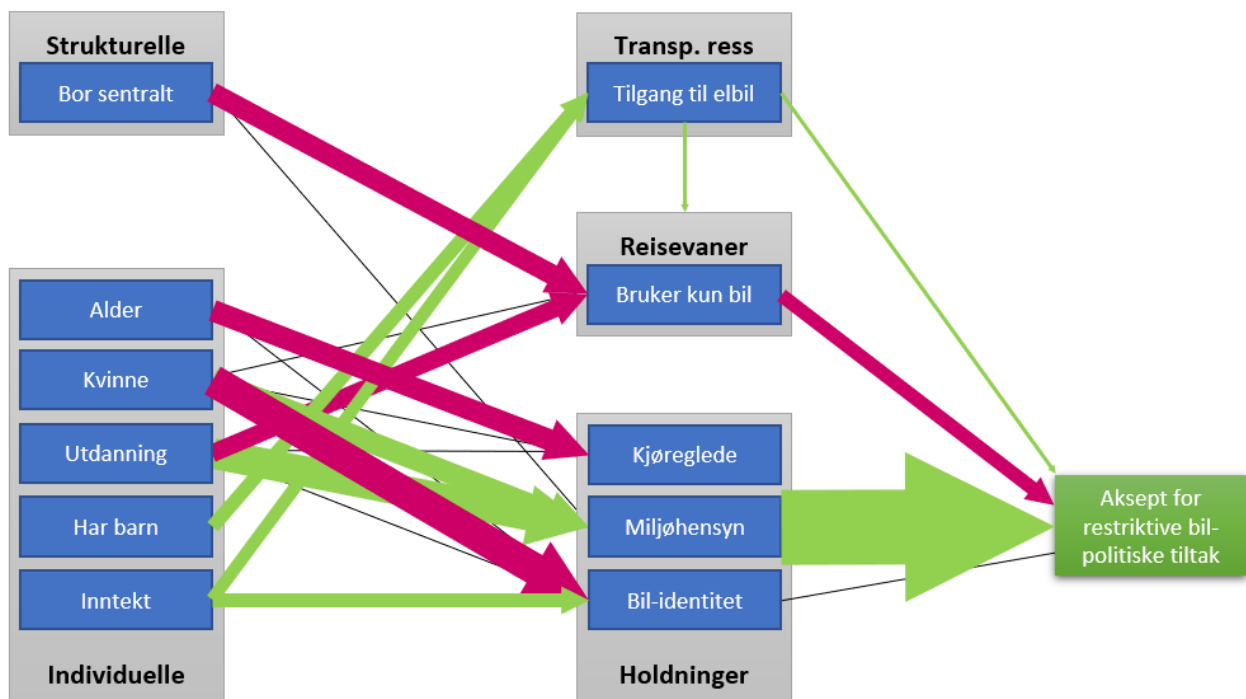 Strukturelle
Bor sentralt
Transp. ress
Tilgang til elbil
Reisevaner
Bruker kun bil
Alder
Kvinne
Utdanning
Har barn
Inntekt
Individuelle
Kjøreglede
Miljøhensyn
Bil-identitet
Holdninger
Aksept for
restriktive bil-
politiske tiltak